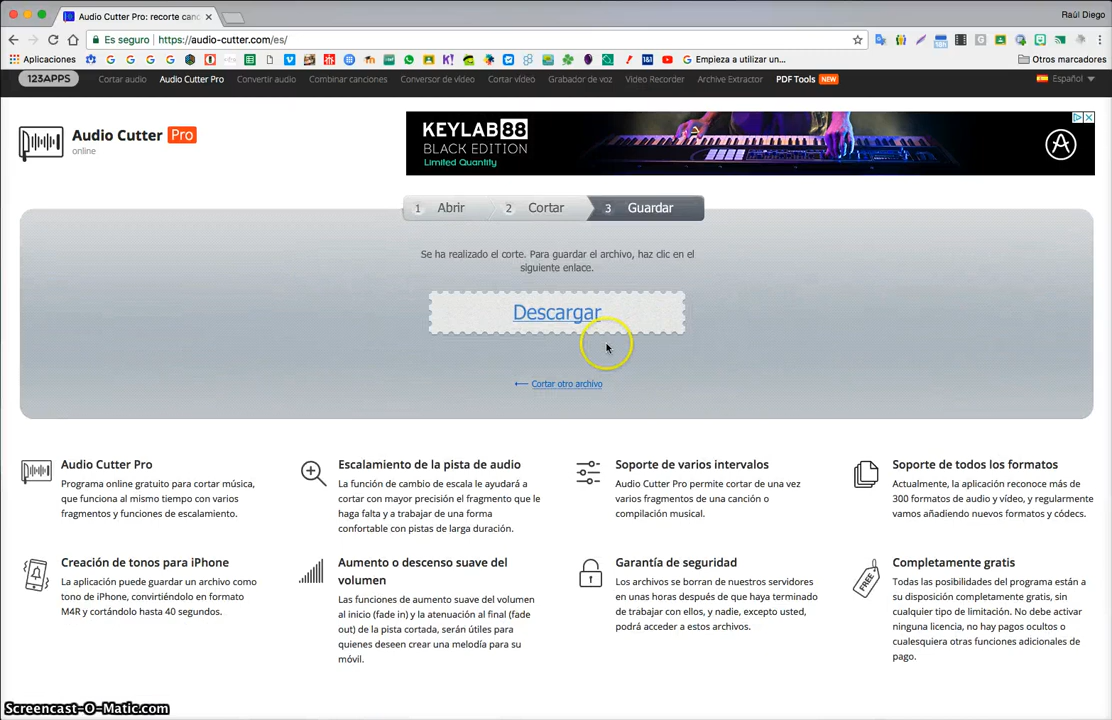 Audio Cutter Pro: recorte can
Raúl Diego
Es seguro
https://audio-cutter.com/es/
Aplicaciones
Empieza a utilizar un...
Otros marcadores
123APPS
Cortar audio
Audio Cutter Pro
Convertir audio
Combinar canciones
Conversor de vídeo
Cortar vídeo
Grabador de voz
Video Recorder
Archive Extractor
PDF Tools NEW
Español
Audio Cutter Pro
online
KEYLAB 88
BLACK EDITION
Limited Quantity
1 Abrir
2 Cortar
3 Guardar
Se ha realizado el corte. Para guardar el archivo, haz clic en el
siguiente enlace.
Descargar
← Cortar otro archivo
Audio Cutter Pro
Programa online gratuito para cortar música,
que funciona al mismo tiempo con varios
fragmentos y funciones de escalamiento.
Escalamiento de la pista de audio
La función de cambio de escala le ayudará a
cortar con mayor precisión el fragmento que le
haga falta y a trabajar de una forma
confortable con pistas de larga duración.
Soporte de varios intervalos
Audio Cutter Pro permite cortar de una vez
varios fragmentos de una canción o
compilación musical.
Soporte de todos los formatos
Actualmente, la aplicación reconoce más de
300 formatos de audio y vídeo, y regularmente
vamos añadiendo nuevos formatos y códecs.
Creación de tonos para iPhone
La aplicación puede guardar un archivo como
tono de iPhone, convirtiéndolo en formato
M4R y cortándolo hasta 40 segundos.
Aumento o descenso suave del
volumen
Las funciones de aumento suave del volumen
al inicio (fade in) y la atenuación al final (fade
out) de la pista cortada, serán útiles para
quienes deseen crear una melodía para su
móvil.
Garantía de seguridad
Los archivos se borran de nuestros servidores
en unas horas después de que haya terminado
de trabajar con ellos, y nadie, excepto usted,
podrá acceder a estos archivos.
FREE
Completamente gratis
Todas las posibilidades del programa están a
su disposición completamente gratis, sin
cualquier tipo de limitación. No debe activar
ninguna licencia, no hay pagos ocultos o
cualesquiera otras funciones adicionales de
pago.
Screencast-O-Matic.com